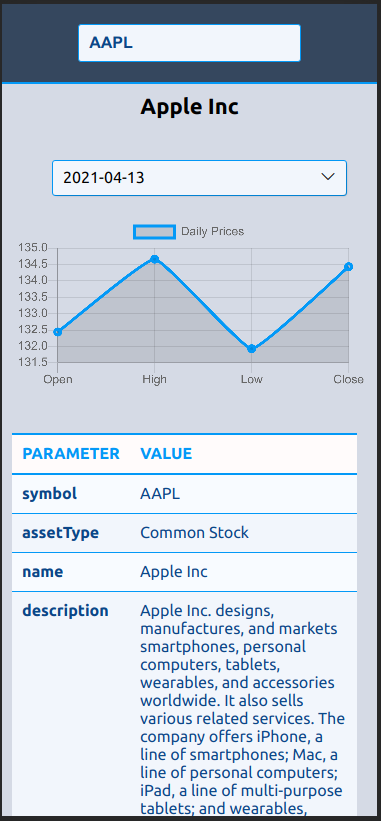 AAPL
Apple Inc
2021-04-13
Daily Prices
135.0
134.5
134.0
133.5
133.0
132.5
132.0
131.5
Open High Low Close
PARAMETER VALUE
symbol AAPL
assetType Common Stock
name Apple Inc
description Apple Inc. designs,
manufactures, and markets
smartphones, personal
computers, tablets,
wearables, and accessories
worldwide. It also sells
various related services. The
company offers iPhone, a
line of smartphones; Mac, a
line of personal computers;
iPad, a line of multi-purpose
tablets; and wearables,